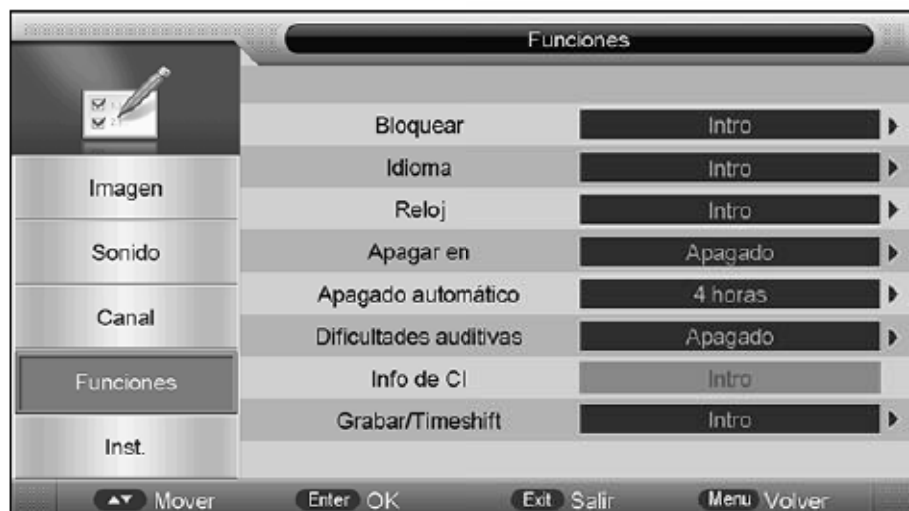 Funciones
Bloquear Intro
Idioma Intro
Reloj Intro
Apagar en Apagado
Apagado automático 4 horas
Dificultades auditivas Apagado
Info de CI Intro
Grabar/Timeshift Intro
Imagen
Sonido
Canal
Funciones
Inst.
Mover Enter OK Exit Salir Menu Volver